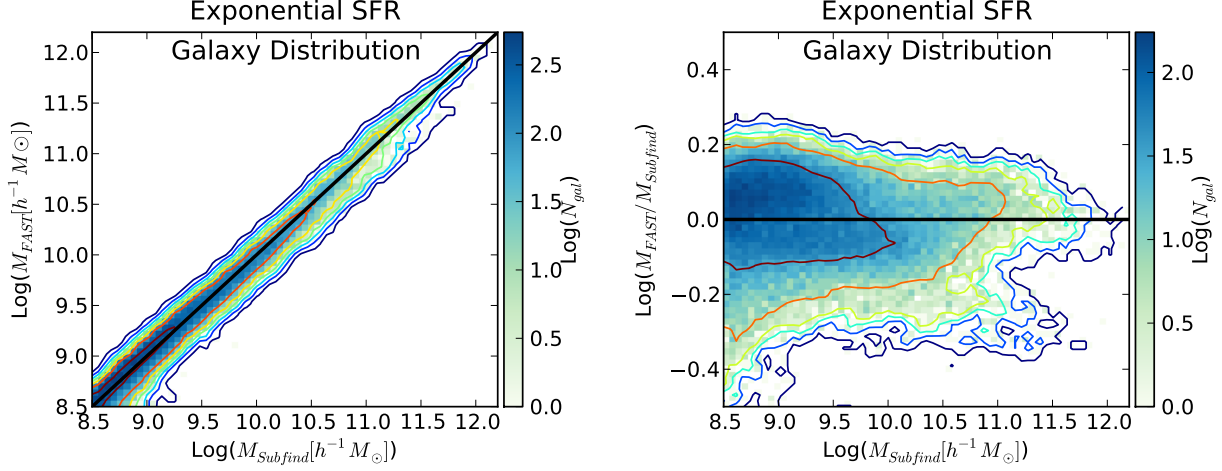 Exponential SFR
Galaxy Distribution
12.0
11.5
11.0
10.5
10.0
9.5
9.0
8.5
Log(M_FAST[h⁻¹ M⊙])
8.5 9.0 9.5 10.0 10.5 11.0 11.5 12.0
Log(M_Subfind[h⁻¹ M_⊙])
2.5
2.0
1.5
1.0
0.5
0.0
Log(N_gal)
Exponential SFR
Galaxy Distribution
0.4
0.2
0.0
−0.2
−0.4
Log(M_FAST/M_Subfind)
8.5 9.0 9.5 10.0 10.5 11.0 11.5 12.0
Log(M_Subfind[h⁻¹ M_⊙])
2.0
1.5
1.0
0.5
0.0
Log(N_gal)